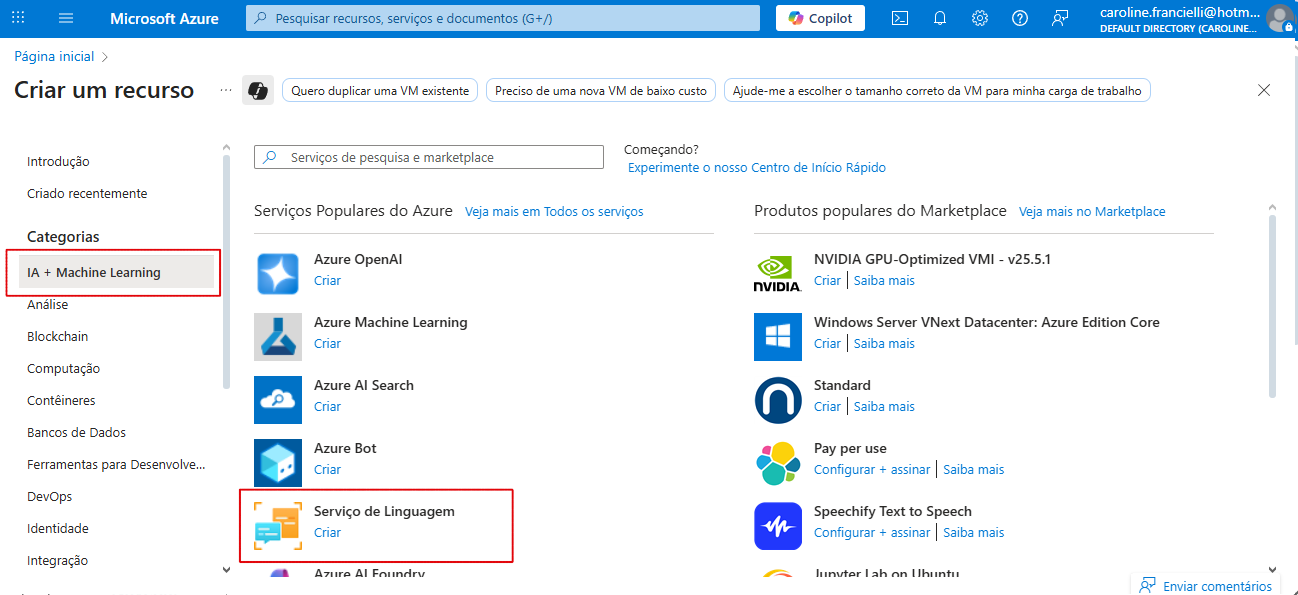 Microsoft Azure
Pesquisar recursos, serviços e documentos (G+/)
Copilot
caroline.francielli@hotm...
DEFAULT DIRECTORY (CAROLINE....
Página inicial
Criar um recurso
...
Quero duplicar uma VM existente
Preciso de uma nova VM de baixo custo
Ajude-me a escolher o tamanho correto da VM para minha carga de trabalho
Introdução
Criado recentemente
Categorias
IA + Machine Learning
Análise
Blockchain
Computação
Contêineres
Bancos de Dados
Ferramentas para Desenvolve...
DevOps
Identidade
Integração
Serviços de pesquisa e marketplace
Começando?
Experimente o nosso Centro de Início Rápido
Serviços Populares do Azure
Veja mais em Todos os serviços
Azure OpenAI
Criar
Azure Machine Learning
Criar
Azure AI Search
Criar
Azure Bot
Criar
Serviço de Linguagem
Criar
Azure AI Foundry
Produtos populares do Marketplace
Veja mais no Marketplace
NVIDIA
NVIDIA GPU-Optimized VMI - v25.5.1
Criar | Saiba mais
Windows Server VNext Datacenter: Azure Edition Core
Criar | Saiba mais
Standard
Criar | Saiba mais
Pay per use
Configurar + assinar | Saiba mais
Speechify Text to Speech
Configurar + assinar | Saiba mais
Jupyter Lab on Ubuntu
Enviar comentários